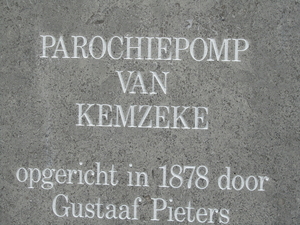 PAROCHIEPOMP
VAN
KEMZEKE
opgericht in 1878 door
Gustaaf Pieters